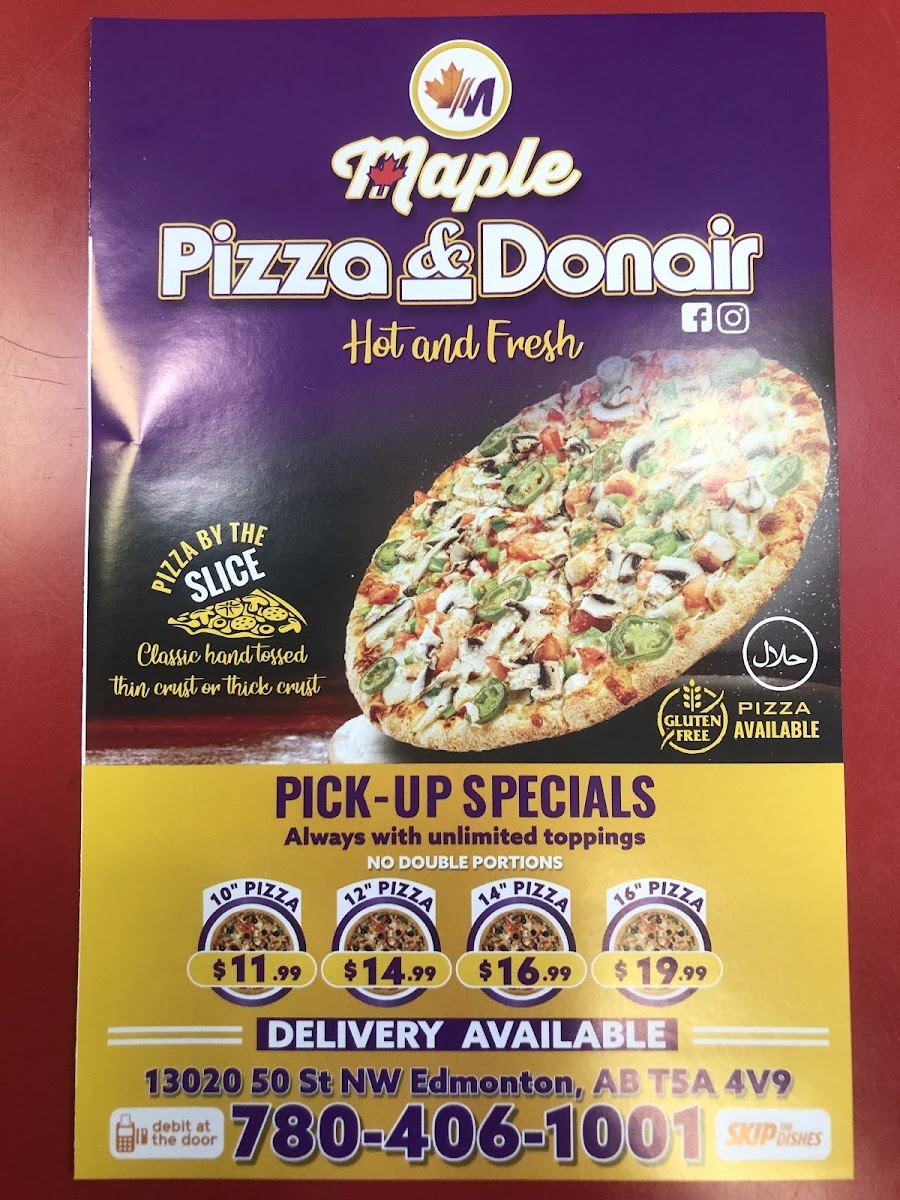 M
Maple
Pizza & Donair
Hot and Fresh
PIZZA BY THE
SLICE
Classic hand tossed
thin crust or thick crust
حلال
GLUTEN
FREE
PIZZA
AVAILABLE
PICK-UP SPECIALS
Always with unlimited toppings
NO DOUBLE PORTIONS
10" PIZZA
$11.99
12" PIZZA
$14.99
14" PIZZA
$16.99
16" PIZZA
$19.99
DELIVERY AVAILABLE
13020 50 St NW Edmonton, AB T5A 4V9
debit at
the door
780-406-1001
SKIP THE
DISHES